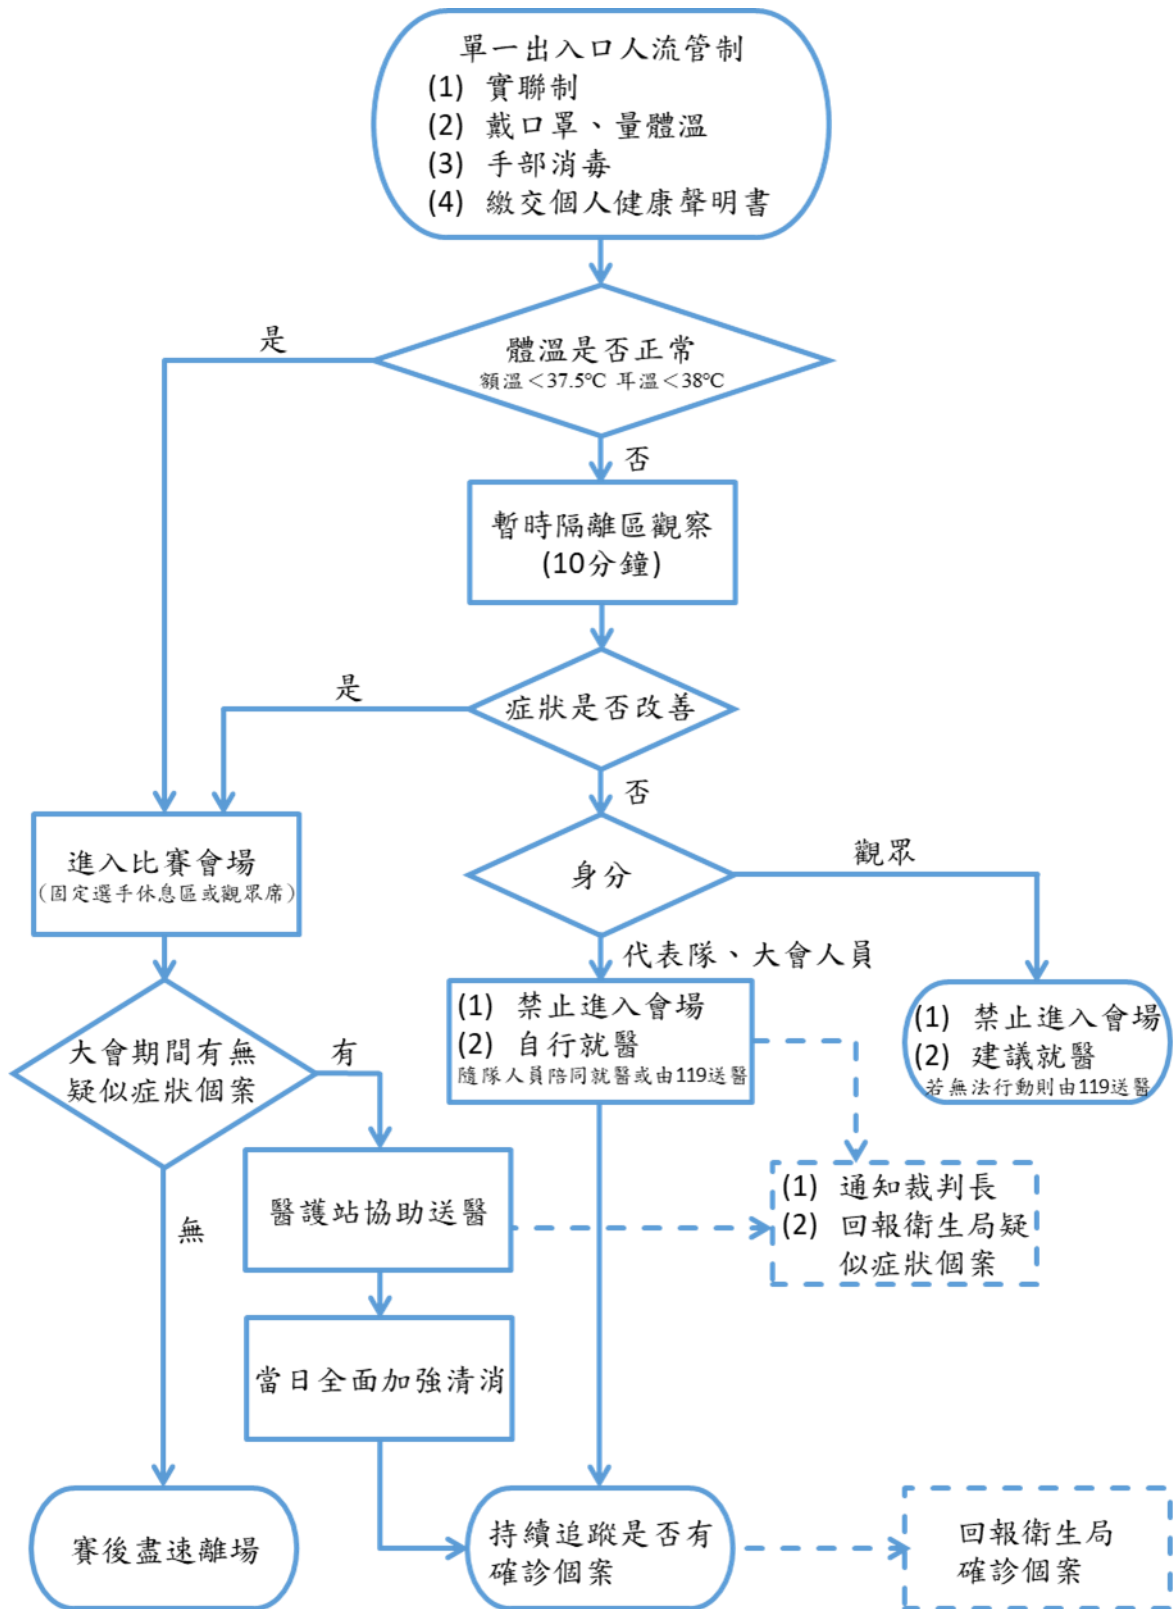 單一出入口人流管制
(1) 實聯制
(2) 戴口罩、量體溫
(3) 手部消毒
(4) 繳交個人健康聲明書
是
體溫是否正常
額溫＜37.5℃ 耳溫＜38℃
否
暫時隔離區觀察
(10分鐘)
是
症狀是否改善
否
進入比賽會場
(固定選手休息區或觀眾席)
身分
觀眾
代表隊、大會人員
(1) 禁止進入會場
(2) 自行就醫
隨隊人員陪同就醫或由119送醫
(1) 禁止進入會場
(2) 建議就醫
若無法行動則由119送醫
大會期間有無
疑似症狀個案
有
無
醫護站協助送醫
(1) 通知裁判長
(2) 回報衛生局疑
似症狀個案
當日全面加強清消
賽後盡速離場
持續追蹤是否有
確診個案
回報衛生局
確診個案